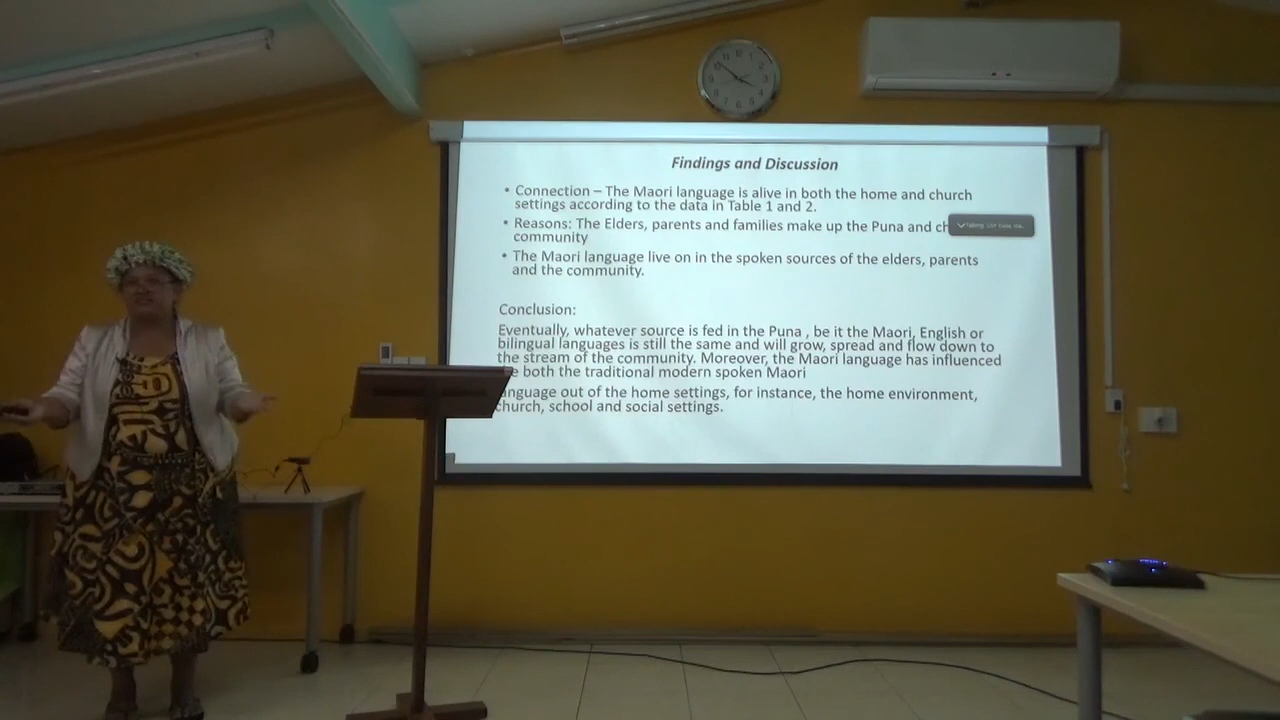 Findings and Discussion
• Connection – The Maori language is alive in both the home and church
settings according to the data in Table 1 and 2.
• Reasons: The Elders, parents and families make up the Puna and ch
community
• The Maori language live on in the spoken sources of the elders, parents
and the community.
Conclusion:
Eventually, whatever source is fed in the Puna , be it the Maori, English or
bilingual languages is still the same and will grow, spread and flow down to
the stream of the community. Moreover, the Maori language has influenced
both the traditional modern spoken Maori
anguage out of the home settings, for instance, the home environment,
church, school and social settings.